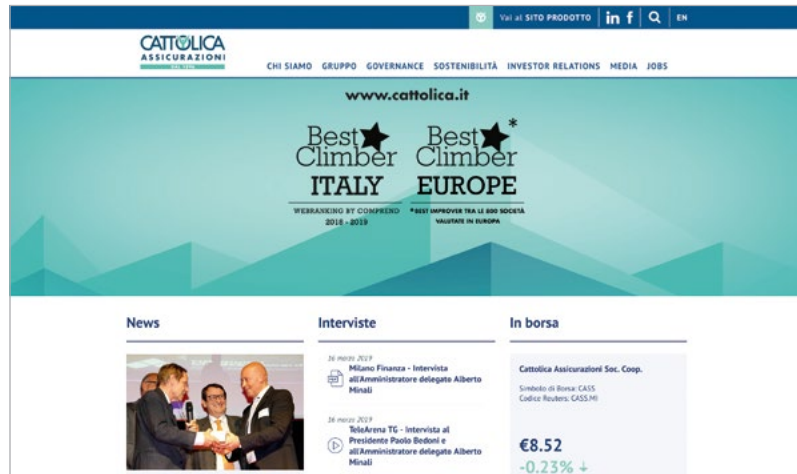 Vai al SITO PRODOTTO in f EN
CATTOLICA
ASSICURAZIONI
DAL 1896
CHI SIAMO GRUPPO GOVERNANCE SOSTENIBILITÀ INVESTOR RELATIONS MEDIA JOBS
www.cattolica.it
Best Climber
ITALY
WEBRANKING BY COMPREND
2018 - 2019
Best Climber*
EUROPE
*BEST IMPROVER TRA LE 800 SOCIETÀ
VALUTATE IN EUROPA
News
Interviste
16 marzo 2019
Milano Finanza - Intervista
all'Amministratore delegato Alberto
Minali
16 marzo 2019
TeleArena TG - Intervista al
Presidente Paolo Bedoni e
all'Amministratore delegato Alberto
Minali
In borsa
Cattolica Assicurazioni Soc. Coop.
Simbolo di Borsa: CASS
Codice Reuters: CASS.MI
€8.52
-0.23% ↓